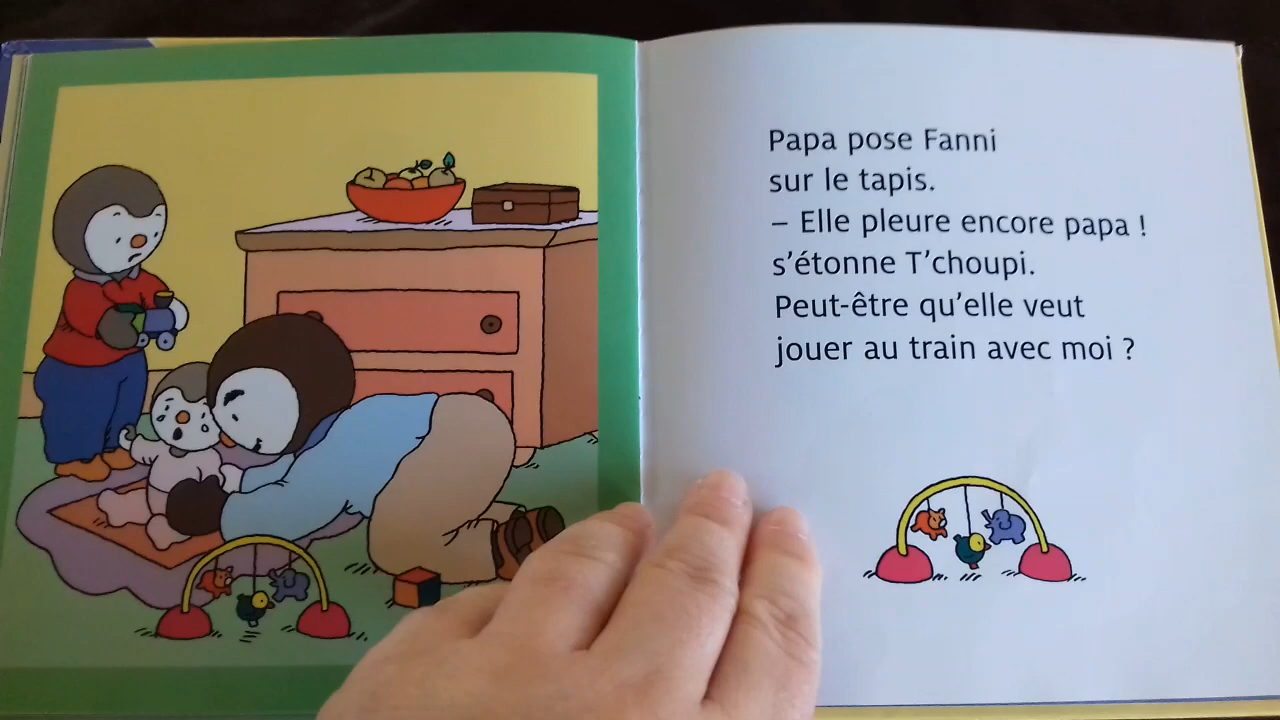 Papa pose Fanni
sur le tapis.
– Elle pleure encore papa !
s'étonne T'choupi.
Peut-être qu'elle veut
jouer au train avec moi ?